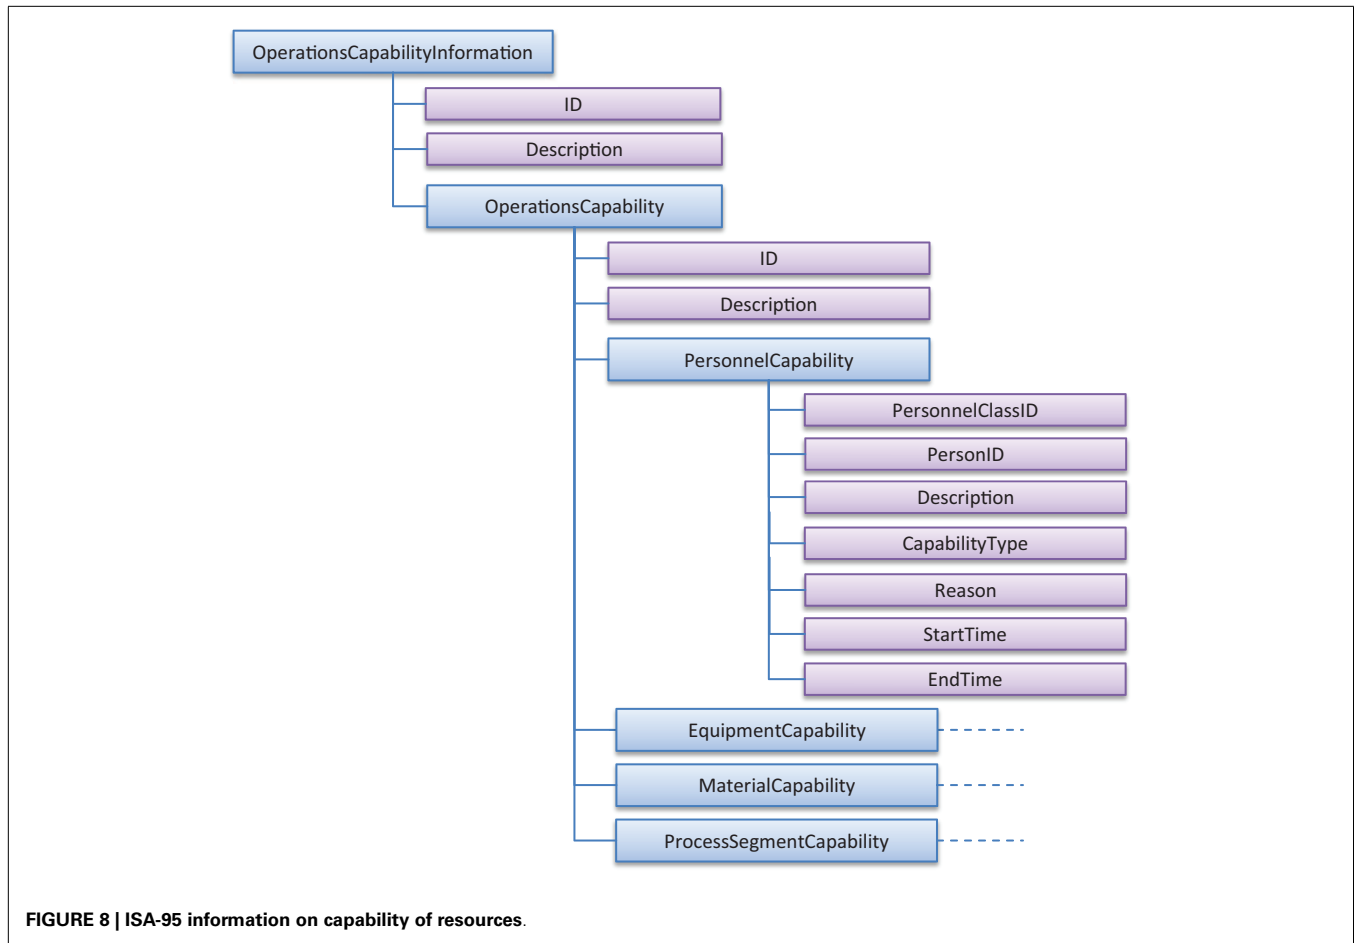 OperationsCapabilityInformation
ID
Description
OperationsCapability
ID
Description
PersonnelCapability
PersonnelClassID
PersonID
Description
CapabilityType
Reason
StartTime
EndTime
EquipmentCapability
MaterialCapability
ProcessSegmentCapability
FIGURE 8 | ISA-95 information on capability of resources.